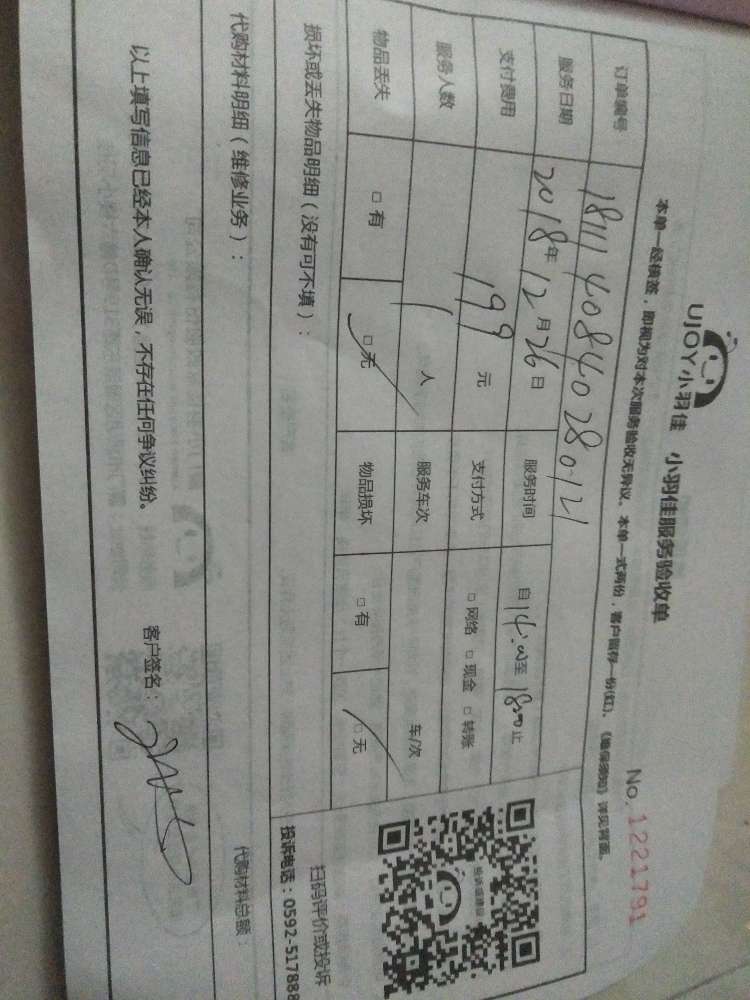 UJOY小羽佳 小羽佳服务验收单
No. 1221791
本单一经横签，即视为对本次服务验收无异议。本单一式两份，客户留存一份(红)、《维保须知》详见背面。
订单编号 1811140840280121
服务日期 2018年12月26日 服务时间 自14:00至18:00止
支付费用 199元 支付方式 □网络 □现金 □转账
服务人数 1人 服务车次 车/次
物品丢失 □有 □无 物品损坏 □有 □无
扫码评价或投诉
投诉电话：0592-517888
损坏或丢失物品明细（没有可不填）：
代购材料明细（维修业务）： 代购材料总额：
以上填写信息已经本人确认无误，不存在任何争议纠纷。 客户签名：